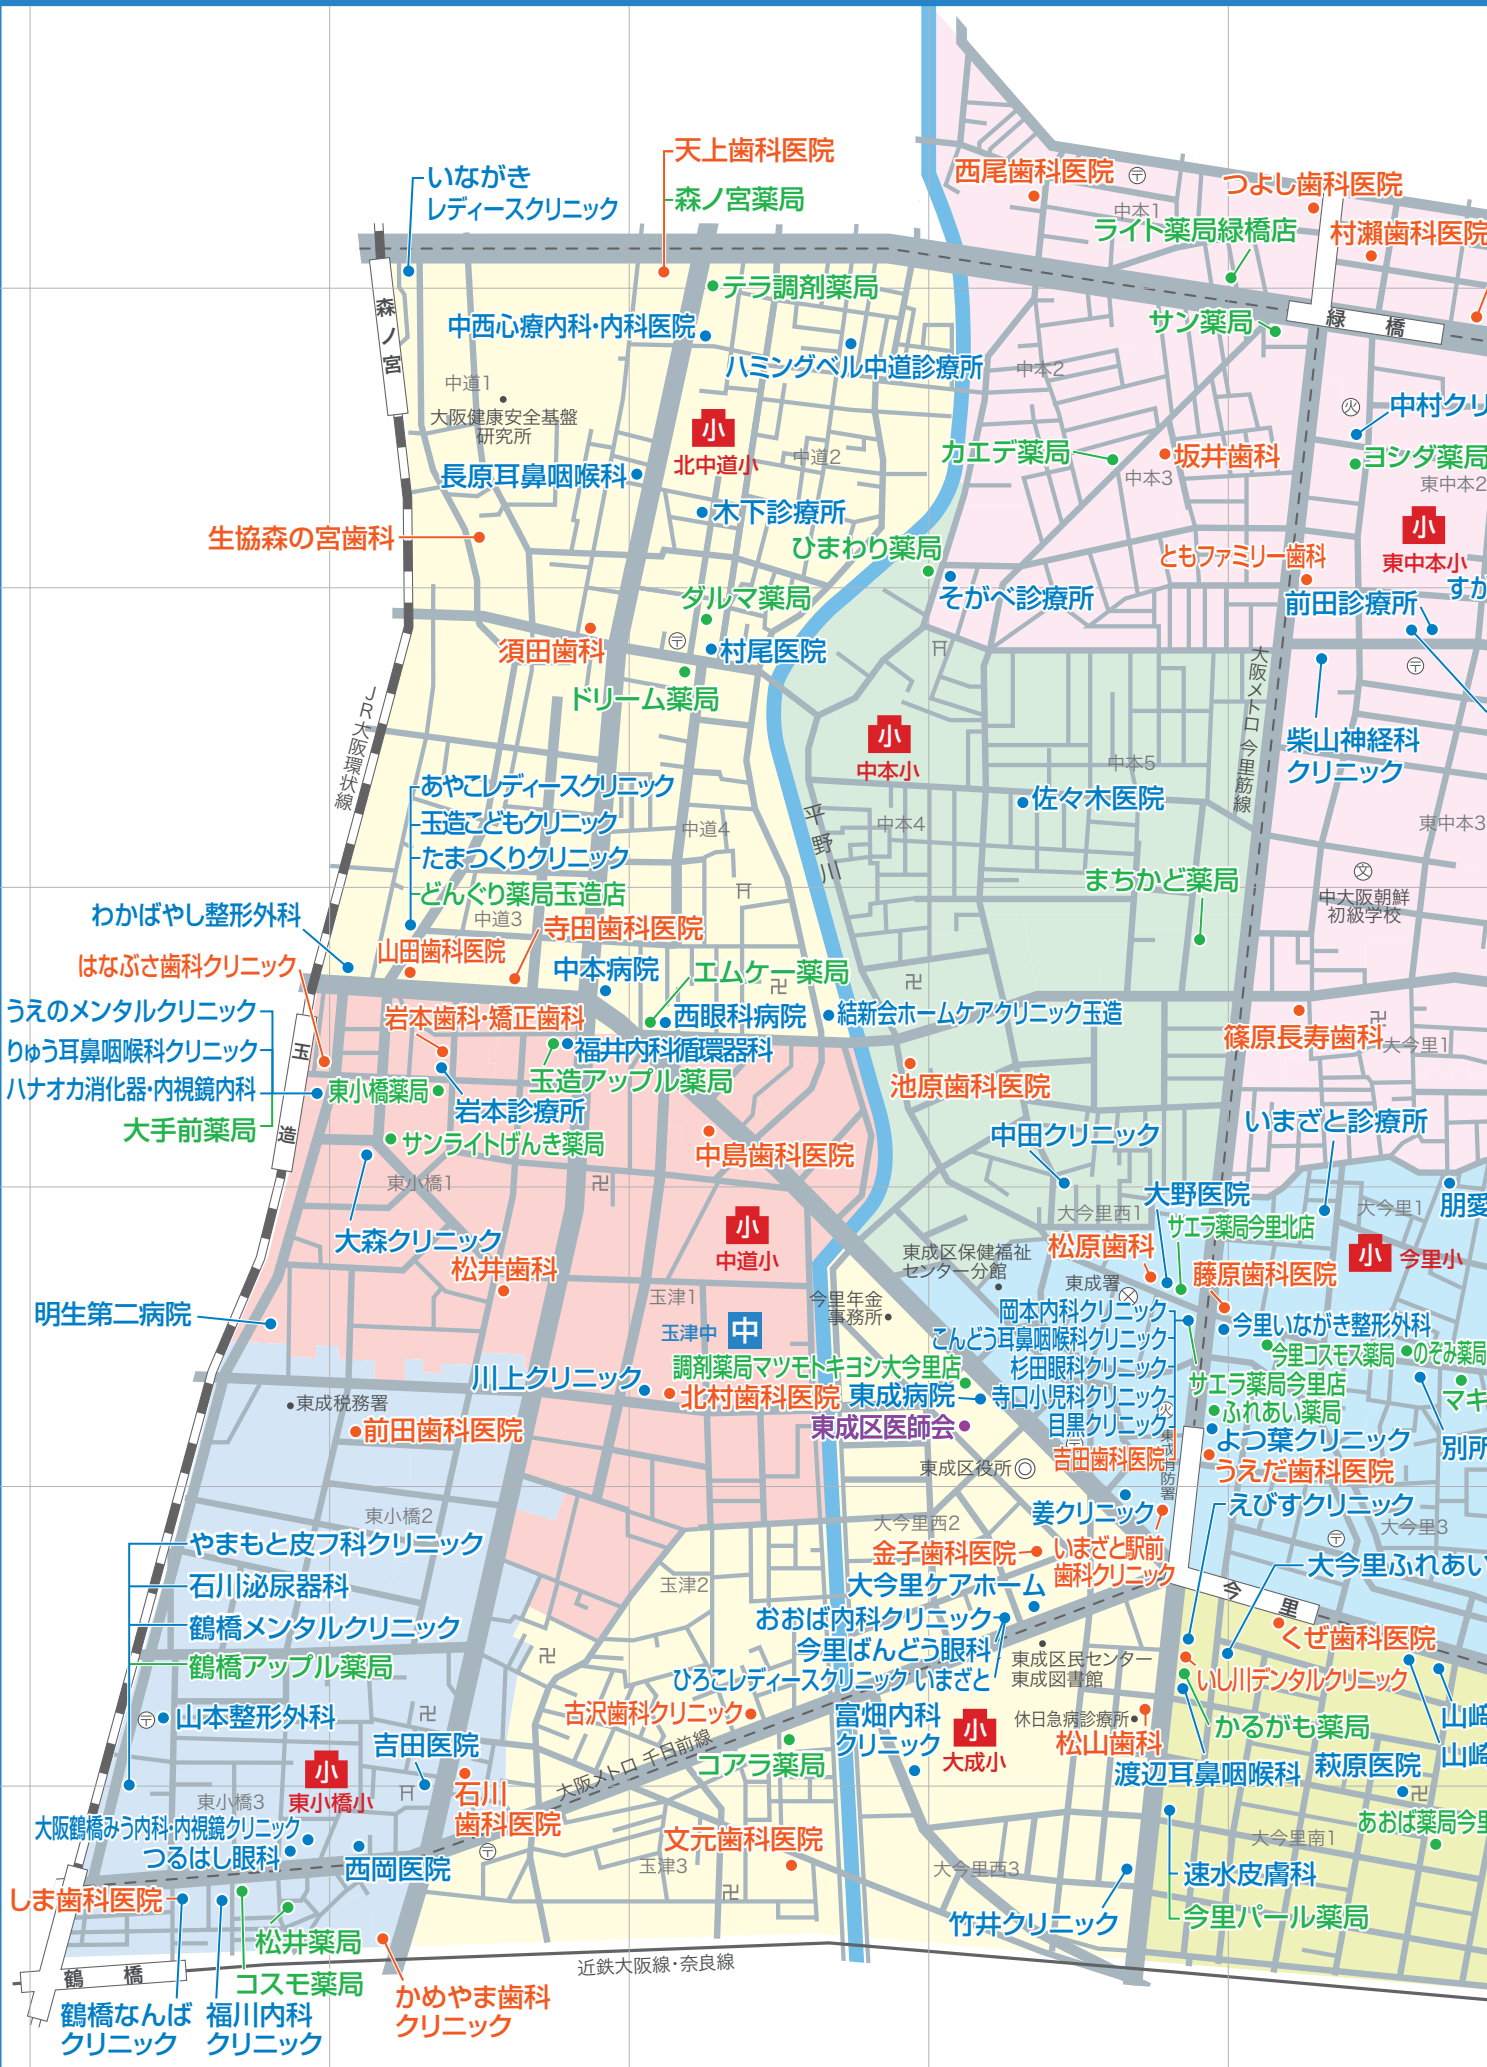 天上歯科医院
森ノ宮薬局
いながき
レディースクリニック
西尾歯科医院
つよし歯科医院
中本1
ライト薬局緑橋店
村瀬歯科医院
テラ調剤薬局
森ノ宮
中西心療内科・内科医院
サン薬局
緑橋
ハミングベル中道診療所
中本2
中道1
大阪健康安全基盤
研究所
中村クリ
小
北中道小
中道2
カエデ薬局
坂井歯科
ヨシダ薬局
長原耳鼻咽喉科
中本3
東中本2
木下診療所
小
東中本小
生協森の宮歯科
ひまわり薬局
ともファミリー歯科
ダルマ薬局
そがべ診療所
前田診療所
すか
須田歯科
村尾医院
ドリーム薬局
大阪メトロ 今里筋線
JR大阪環状線
小
中本小
柴山神経科
クリニック
中本5
あやこレディースクリニック
玉造こどもクリニック
たまつくりクリニック
どんぐり薬局玉造店
佐々木医院
中道4
平野川
中本4
東中本3
まちかど薬局
中大阪朝鮮
初級学校
わかばやし整形外科
中道3
寺田歯科医院
はなぶさ歯科クリニック
山田歯科医院
中本病院
エムケー薬局
うえのメンタルクリニック
りゅう耳鼻咽喉科クリニック
ハナオカ消化器・内視鏡内科
大手前薬局
玉造
岩本歯科・矯正歯科
西眼科病院
結新会ホームケアクリニック玉造
篠原長寿歯科
大今里1
福井内科循環器科
玉造アップル薬局
東小橋薬局
岩本診療所
池原歯科医院
サンライトげんき薬局
中島歯科医院
中田クリニック
いまざと診療所
東小橋1
大野医院
朋愛
大今里西1
大今里1
サエラ薬局今里北店
大森クリニック
小
中道小
松原歯科
小
今里小
東成区保健福祉
センター分館
松井歯科
東成署
藤原歯科医院
明生第二病院
玉津1
今里年金
事務所
岡本内科クリニック
こんどう耳鼻咽喉科クリニック
杉田眼科クリニック
寺口小児科クリニック
目黒クリニック
吉田歯科医院
玉津中
中
今里いながき整形外科
今里コスモス薬局
のぞみ薬局
調剤薬局マツモトキヨシ大今里店
川上クリニック
北村歯科医院
東成病院
サエラ薬局今里店
マキ
東成税務署
前田歯科医院
東成区医師会
ふれあい薬局
よつ葉クリニック
別所
うえだ歯科医院
東成区役所
東成消防署
姜クリニック
えびすクリニック
東小橋2
大今里西2
大今里3
やまもと皮フ科クリニック
石川泌尿器科
鶴橋メンタルクリニック
鶴橋アップル薬局
金子歯科医院
いまざと駅前
歯科クリニック
大今里ふれあい
玉津2
大今里ケアホーム
今里
おおば内科クリニック
今里ばんどう眼科
ひろこレディースクリニック いまざと
東成区民センター
東成図書館
くぜ歯科医院
いし川デンタルクリニック
古沢歯科クリニック
富畑内科
クリニック
休日急病診療所
かるがも薬局
山崎
山崎
山本整形外科
吉田医院
小
大成小
松山歯科
コアラ薬局
大阪メトロ 千日前線
渡辺耳鼻咽喉科
萩原医院
小
東小橋小
東小橋3
石川
歯科医院
大阪鶴橋みう内科・内視鏡クリニック
つるはし眼科
西岡医院
文元歯科医院
あおば薬局今里
大今里南1
玉津3
大今里西3
速水皮膚科
しま歯科医院
今里パール薬局
竹井クリニック
松井薬局
コスモ薬局
近鉄大阪線・奈良線
鶴橋
かめやま歯科
クリニック
鶴橋なんば
クリニック
福川内科
クリニック